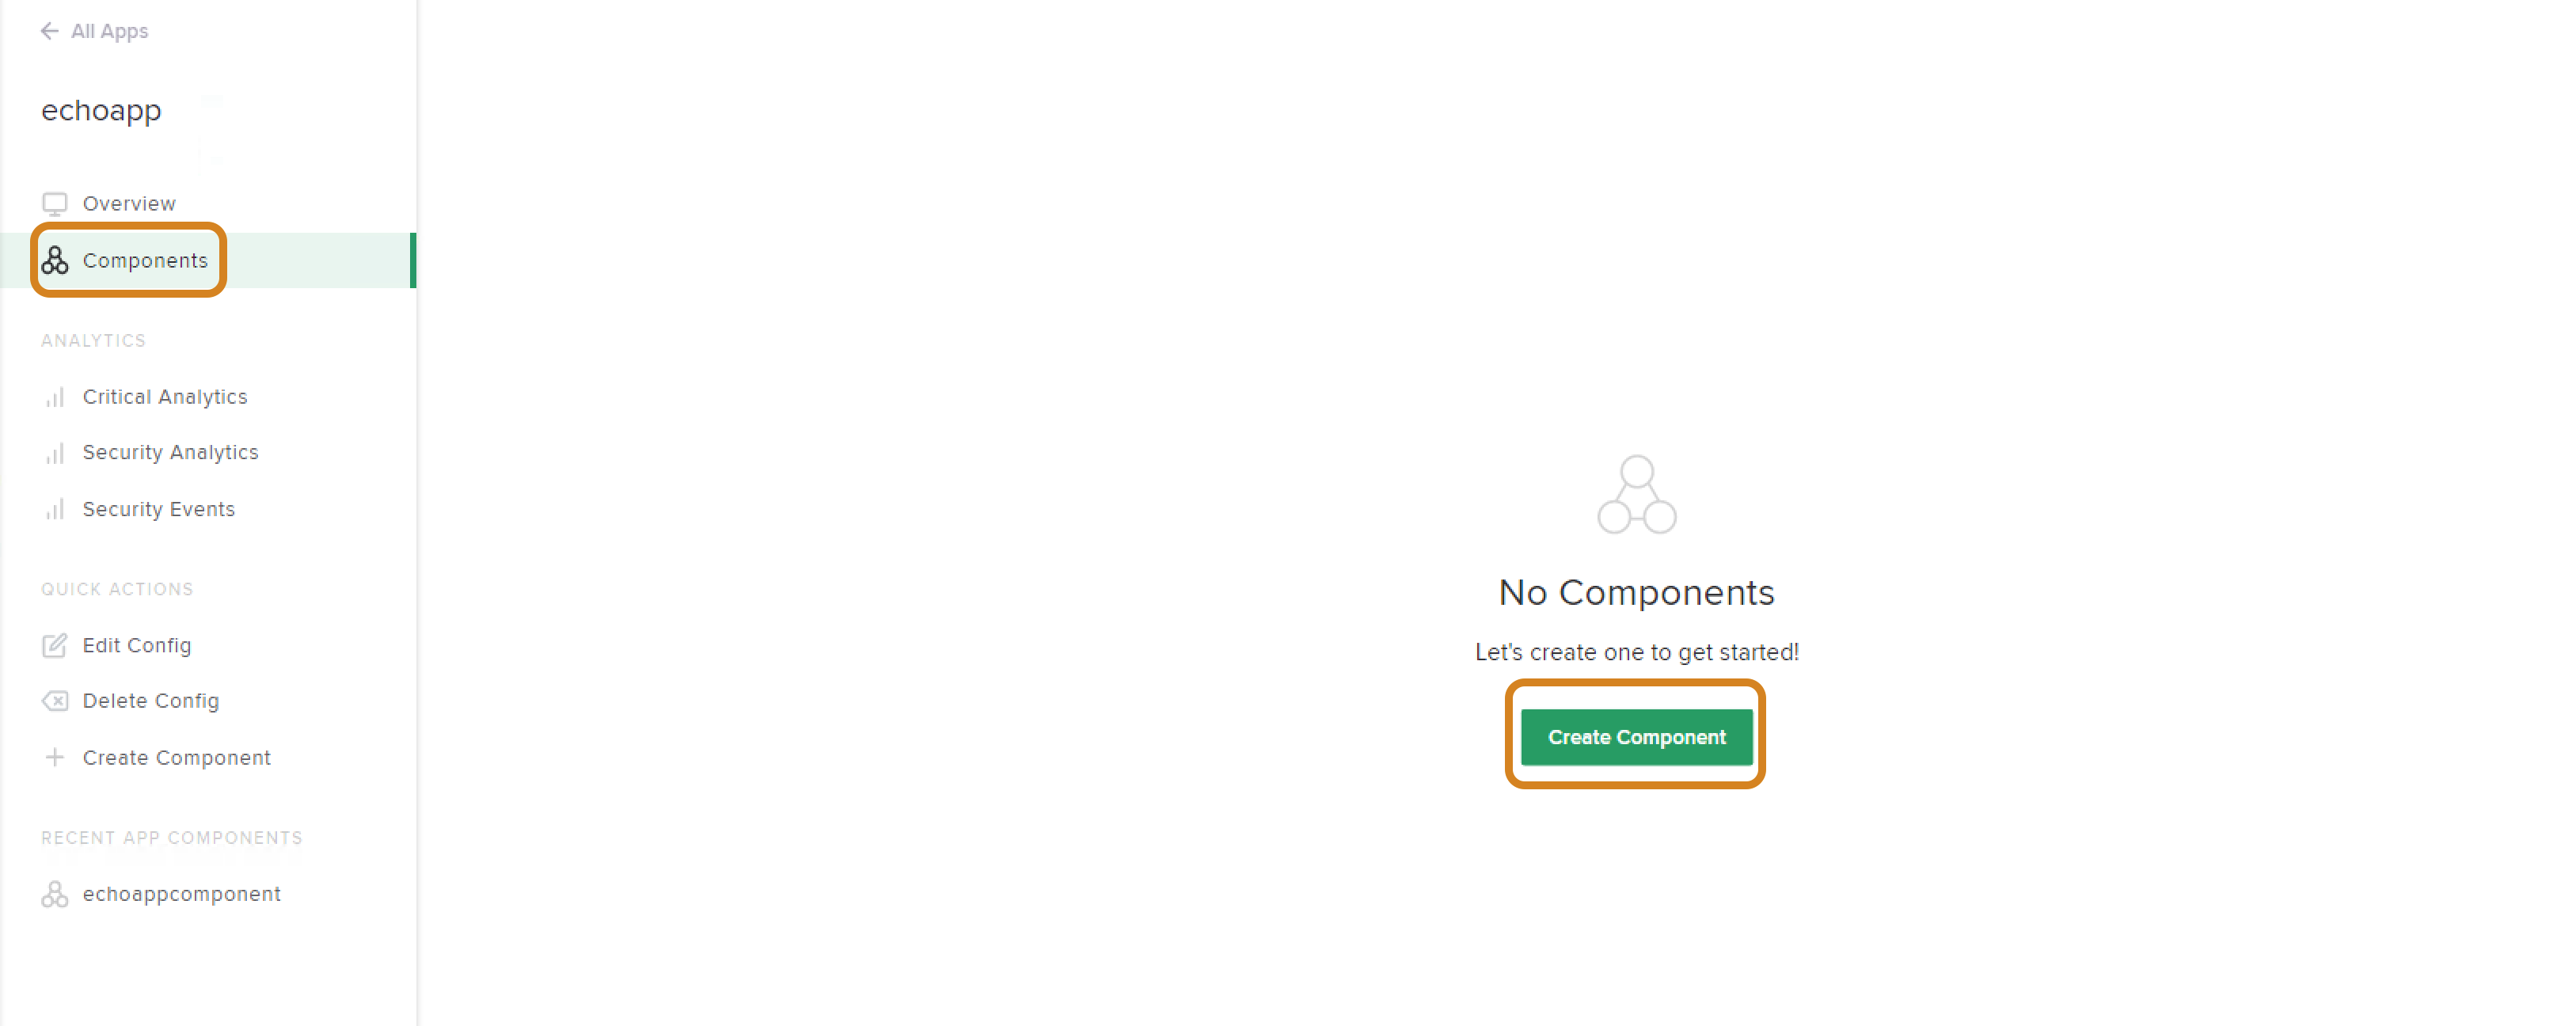 All Apps
echoapp
Overview
Components
ANALYTICS
Critical Analytics
Security Analytics
Security Events
QUICK ACTIONS
Edit Config
Delete Config
Create Component
RECENT APP COMPONENTS
echoappcomponent
No Components
Let's create one to get started!
Create Component